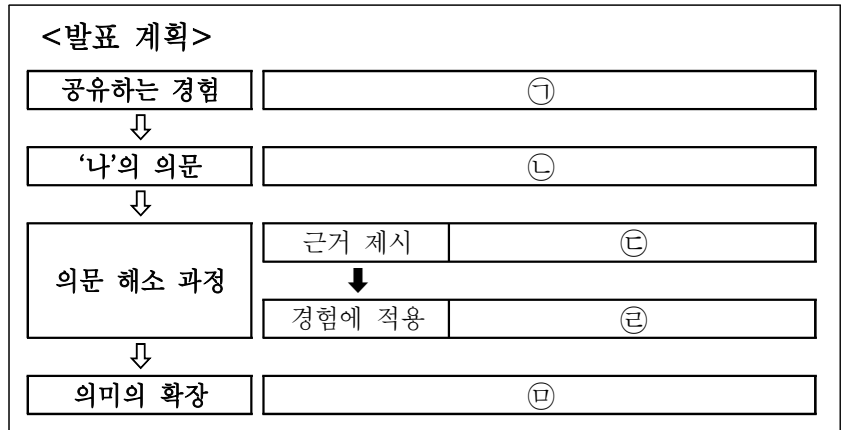 <발표 계획>
공유하는 경험 ㉠
⇩
‘나’의 의문 ㉡
⇩
의문 해소 과정
근거 제시 ㉢
⬇
경험에 적용 ㉣
⇩
의미의 확장 ㉤